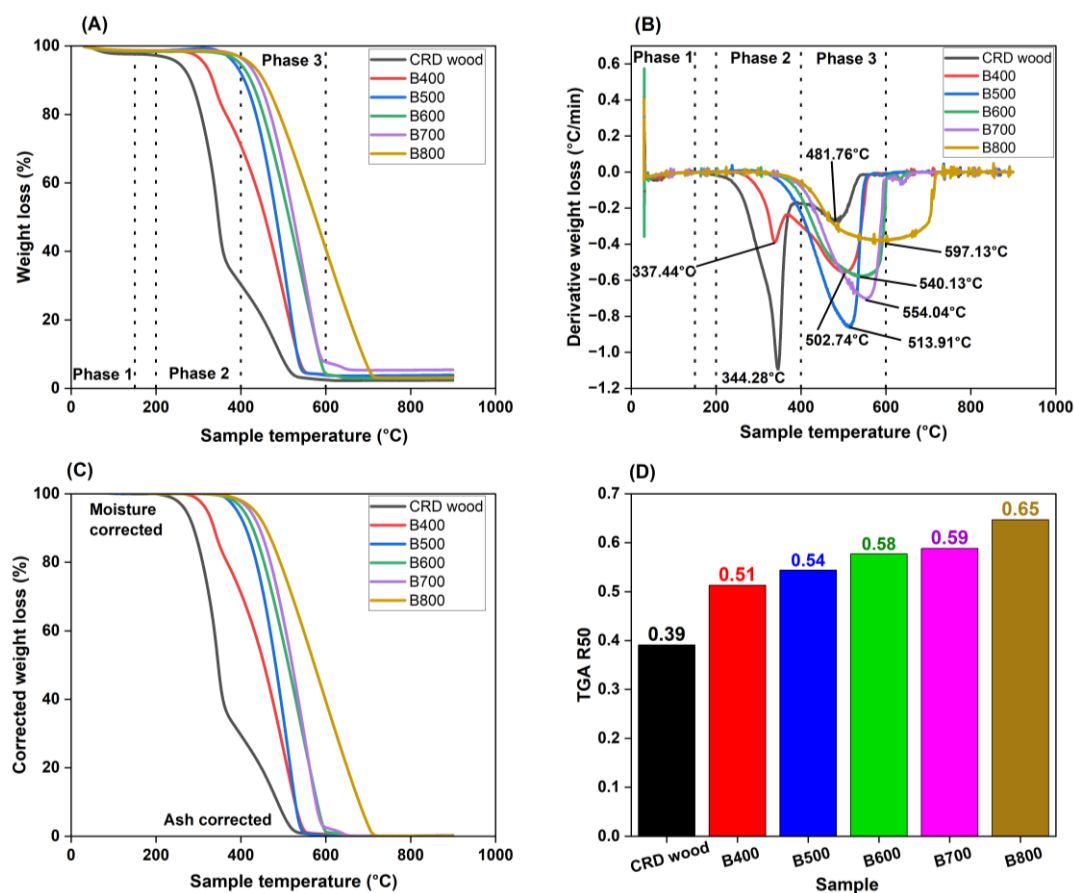 (A)
Weight loss (%)
100
80
60
40
20
0
Phase 3
CRD wood
B400
B500
B600
B700
B800
Phase 1
Phase 2
0
200
400
600
800
1000
Sample temperature (°C)
(B)
Derivative weight loss (°C/min)
0.6
0.4
0.2
0.0
−0.2
−0.4
−0.6
−0.8
−1.0
−1.2
Phase 1
Phase 2
Phase 3
CRD wood
B400
B500
B600
B700
B800
481.76°C
337.44°C
597.13°C
540.13°C
554.04°C
502.74°C
513.91°C
344.28°C
0
200
400
600
800
1000
Sample temperature (°C)
(C)
Corrected weight loss (%)
100
80
60
40
20
0
Moisture
corrected
CRD wood
B400
B500
B600
B700
B800
Ash corrected
0
200
400
600
800
1000
Sample temperature (°C)
(D)
TGA R50
0.7
0.6
0.5
0.4
0.3
0.2
0.1
0.0
0.39
0.51
0.54
0.58
0.59
0.65
CRD wood
B400
B500
B600
B700
B800
Sample